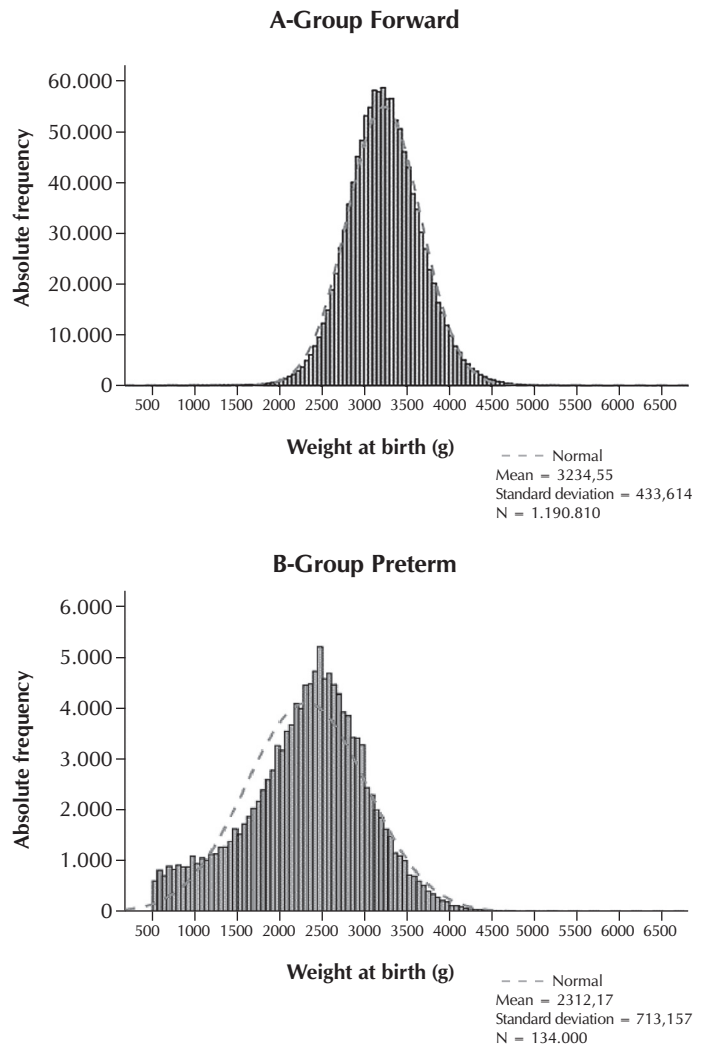 A-Group Forward
Absolute frequency
60.000
50.000
40.000
30.000
20.000
10.000
0
500 1000 1500 2000 2500 3000 3500 4000 4500 5000 5500 6000 6500
Weight at birth (g)
Normal
Mean = 3234,55
Standard deviation = 433,614
N = 1.190.810
B-Group Preterm
Absolute frequency
6.000
5.000
4.000
3.000
2.000
1.000
0
500 1000 1500 2000 2500 3000 3500 4000 4500 5000 5500 6000 6500
Weight at birth (g)
Normal
Mean = 2312,17
Standard deviation = 713,157
N = 134.000